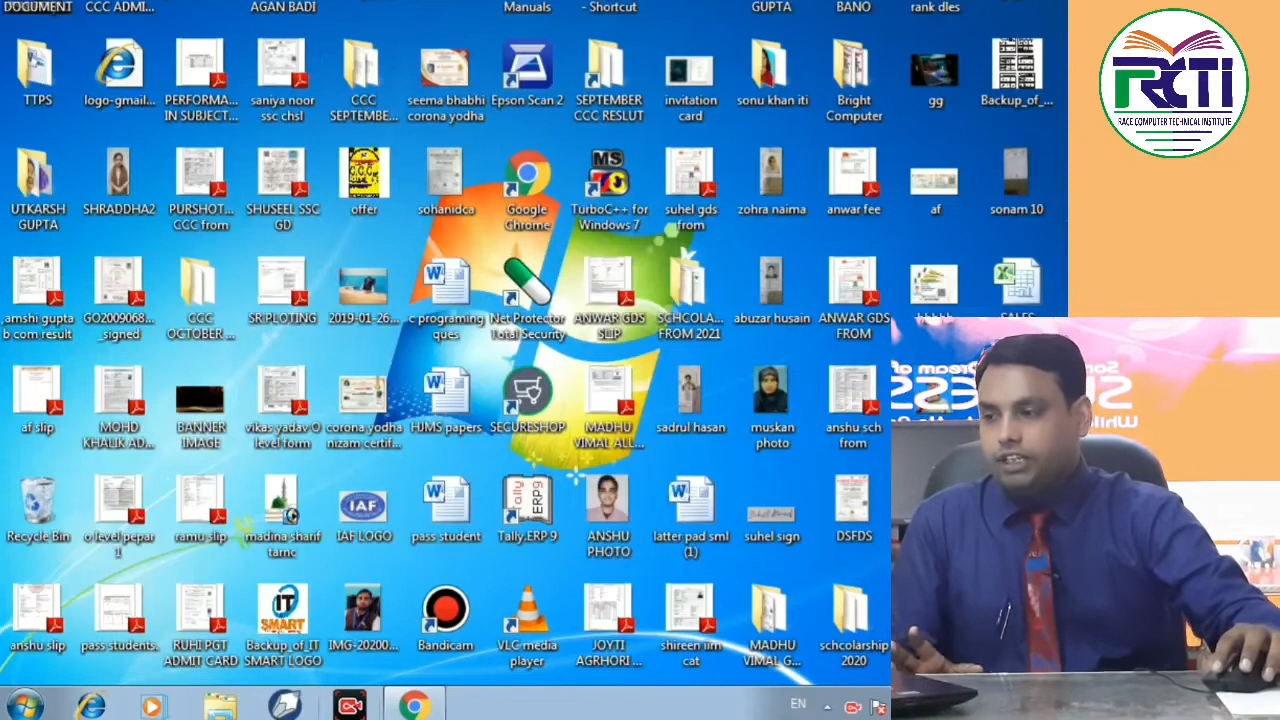 DOCUMENT
CCC ADMI...
AGAN BADI
Manuals
- Shortcut
GUPTA
BANO
rank dles
TTPS
logo-gmail...
PERFORMA...
IN SUBJECT...
saniya noor
ssc chsl
CCC
SEPTEMBE...
seema bhabhi
corona yodha
Epson Scan 2
SEPTEMBER
CCC RESLUT
invitation
card
sonu khan iti
Bright
Computer
gg
Backup_of_...
RCTI
RACE COMPUTER TECHNICAL INSTITUTE
UTKARSH
GUPTA
SHRADDHA2
PURSHOT...
CCC from
SHUSEEL SSC
GD
offer
sohanidca
Google
Chrome
MS
TurboC++ for
Windows 7
suhel gds
from
zohra naima
anwar fee
af
sonam 10
amshi gupta
b com result
GO2009068...
_signed
CCC
OCTOBER ...
SR PLOTING
2019-01-26...
c programing
ques
Net Protector
Total Security
ANWAR GDS
SLIP
SCHCOLA...
FROM 2021
abuzar husain
ANWAR GDS
FROM
af slip
MOHD
KHALIK AD...
BANNER
IMAGE
vikas yadav O
level form
corona yodha
nizam certif...
HJMS papers
SECURESHOP
MADHU
VIMAL ALL...
sadrul hasan
muskan
photo
anshu sch
from
Recycle Bin
o level pepar
1
ramu slip
madina sharif
tarnc
IAF
IAF LOGO
pass student
Tally
ERP9
Tally.ERP 9
ANSHU
PHOTO
latter pad sml
(1)
suhel sign
DSFDS
anshu slip
pass students.
RUHI PGT
ADMIT CARD
IT
SMART
Backup_of_IT
SMART LOGO
IMG-20200...
Bandicam
VLC media
player
JOYTI
AGRHORI ...
shireen iim
cat
MADHU
VIMAL G...
schcolarship
2020
EN